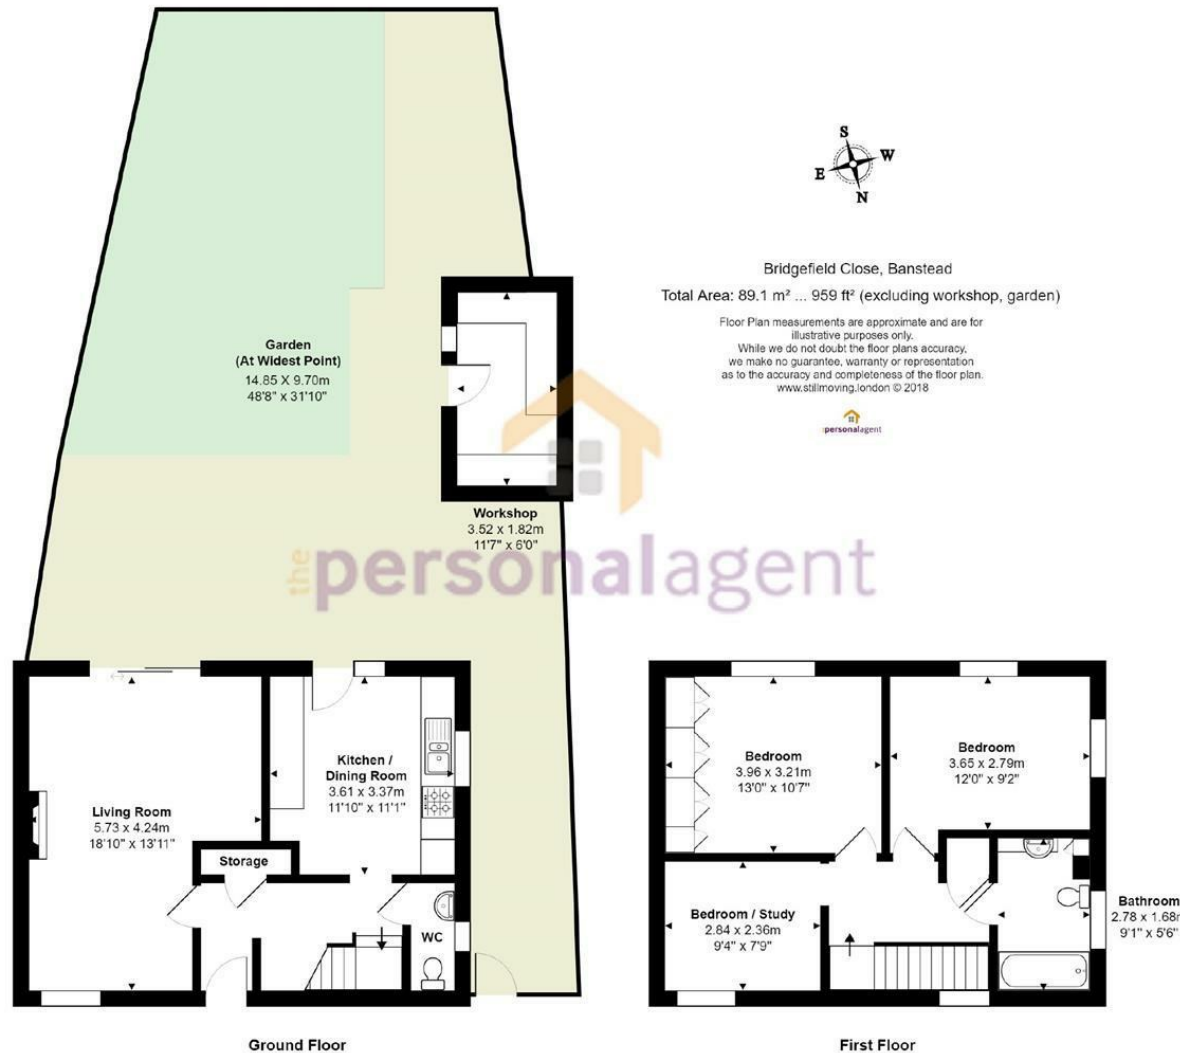 S
W
E
N
Bridgefield Close, Banstead
Total Area: 89.1 m² ... 959 ft² (excluding workshop, garden)
Floor Plan measurements are approximate and are for
illustrative purposes only.
While we do not doubt the floor plans accuracy,
we make no guarantee, warranty or representation
as to the accuracy and completeness of the floor plan.
www.stillmoving.london © 2018
personalagent
Garden
(At Widest Point)
14.85 X 9.70m
48'8" x 31'10"
Workshop
3.52 x 1.82m
11'7" x 6'0"
the personalagent
Kitchen /
Dining Room
3.61 x 3.37m
11'10" x 11'1"
Living Room
5.73 x 4.24m
18'10" x 13'11"
Storage
WC
Bedroom
3.96 x 3.21m
13'0" x 10'7"
Bedroom
3.65 x 2.79m
12'0" x 9'2"
Bedroom / Study
2.84 x 2.36m
9'4" x 7'9"
Bathroom
2.78 x 1.68m
9'1" x 5'6"
Ground Floor
First Floor